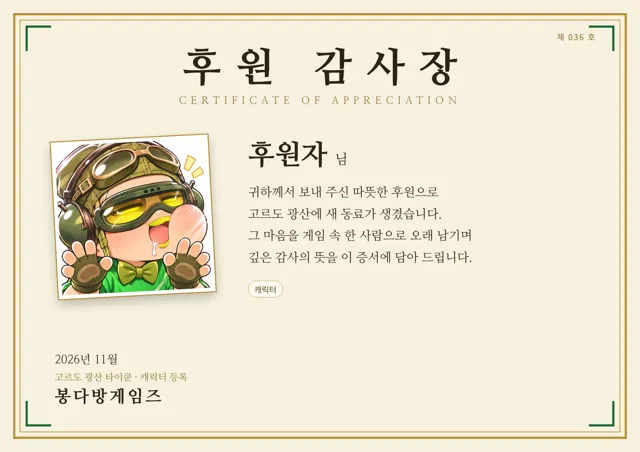 제 036 호
후원 감사장
CERTIFICATE OF APPRECIATION
후원자 님
귀하께서 보내 주신 따뜻한 후원으로
고르도 광산에 새 동료가 생겼습니다.
그 마음을 게임 속 한 사람으로 오래 남기며
깊은 감사의 뜻을 이 증서에 담아 드립니다.
캐릭터
2026년 11월
고르도 광산 타이쿤 · 캐릭터 등록
봉다방게임즈